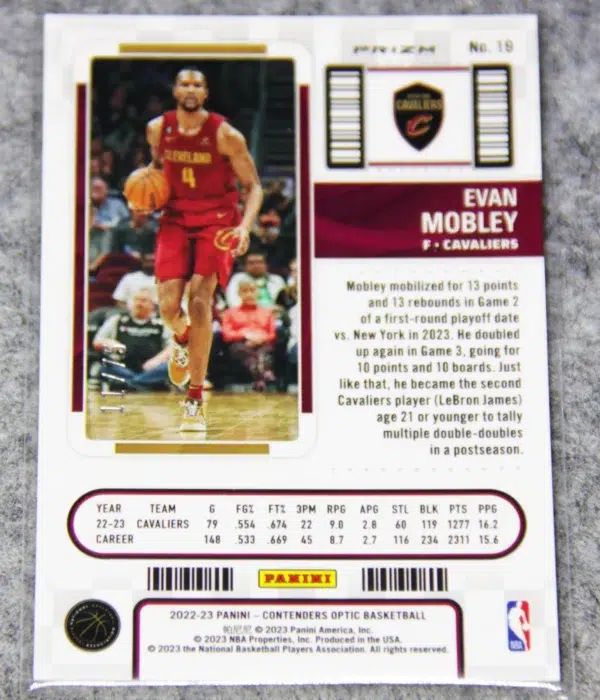 PRIZM No. 19
CAVALIERS
CLEVELAND
4
EVAN
MOBLEY
F • CAVALIERS
Mobley mobilized for 13 points
and 13 rebounds in Game 2
of a first-round playoff date
vs. New York in 2023. He doubled
up again in Game 3, going for
10 points and 10 boards. Just
like that, he became the second
Cavaliers player (LeBron James)
age 21 or younger to tally
multiple double-doubles
in a postseason.
YEAR TEAM G FG% FT% 3PM RPG APG STL BLK PTS PPG
22-23 CAVALIERS 79 .554 .674 22 9.0 2.8 60 119 1277 16.2
CAREER 148 .533 .669 45 8.7 2.7 116 234 2311 15.6
PANINI
2022-23 PANINI – CONTENDERS OPTIC BASKETBALL
© 2023 Panini America, Inc.
© 2023 NBA Properties, Inc. Produced in the USA.
© 2023 the National Basketball Players Association. All rights reserved.
NBA